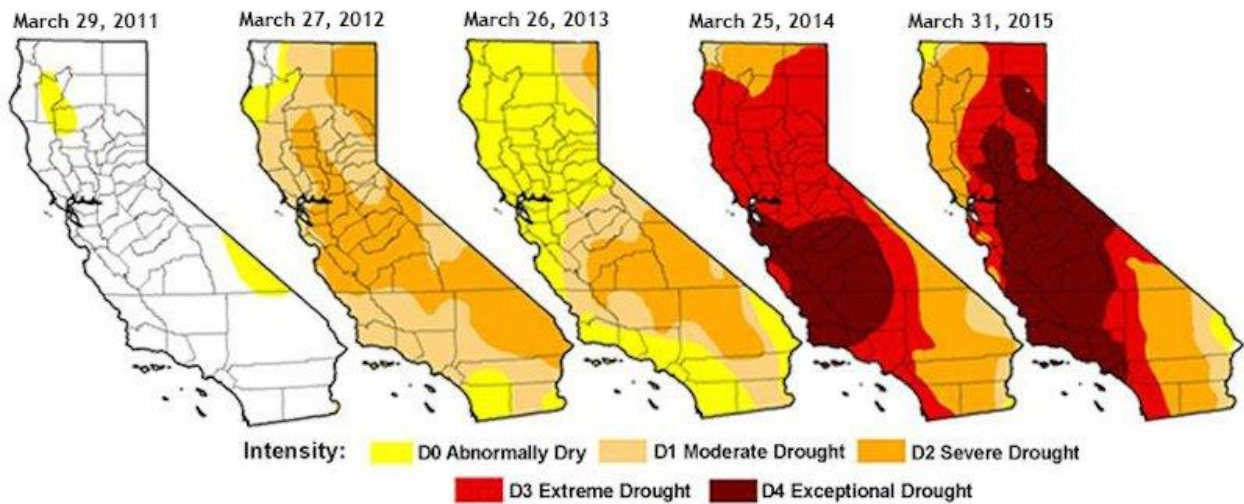 March 29, 2011
March 27, 2012
March 26, 2013
March 25, 2014
March 31, 2015
Intensity:
D0 Abnormally Dry
D1 Moderate Drought
D2 Severe Drought
D3 Extreme Drought
D4 Exceptional Drought